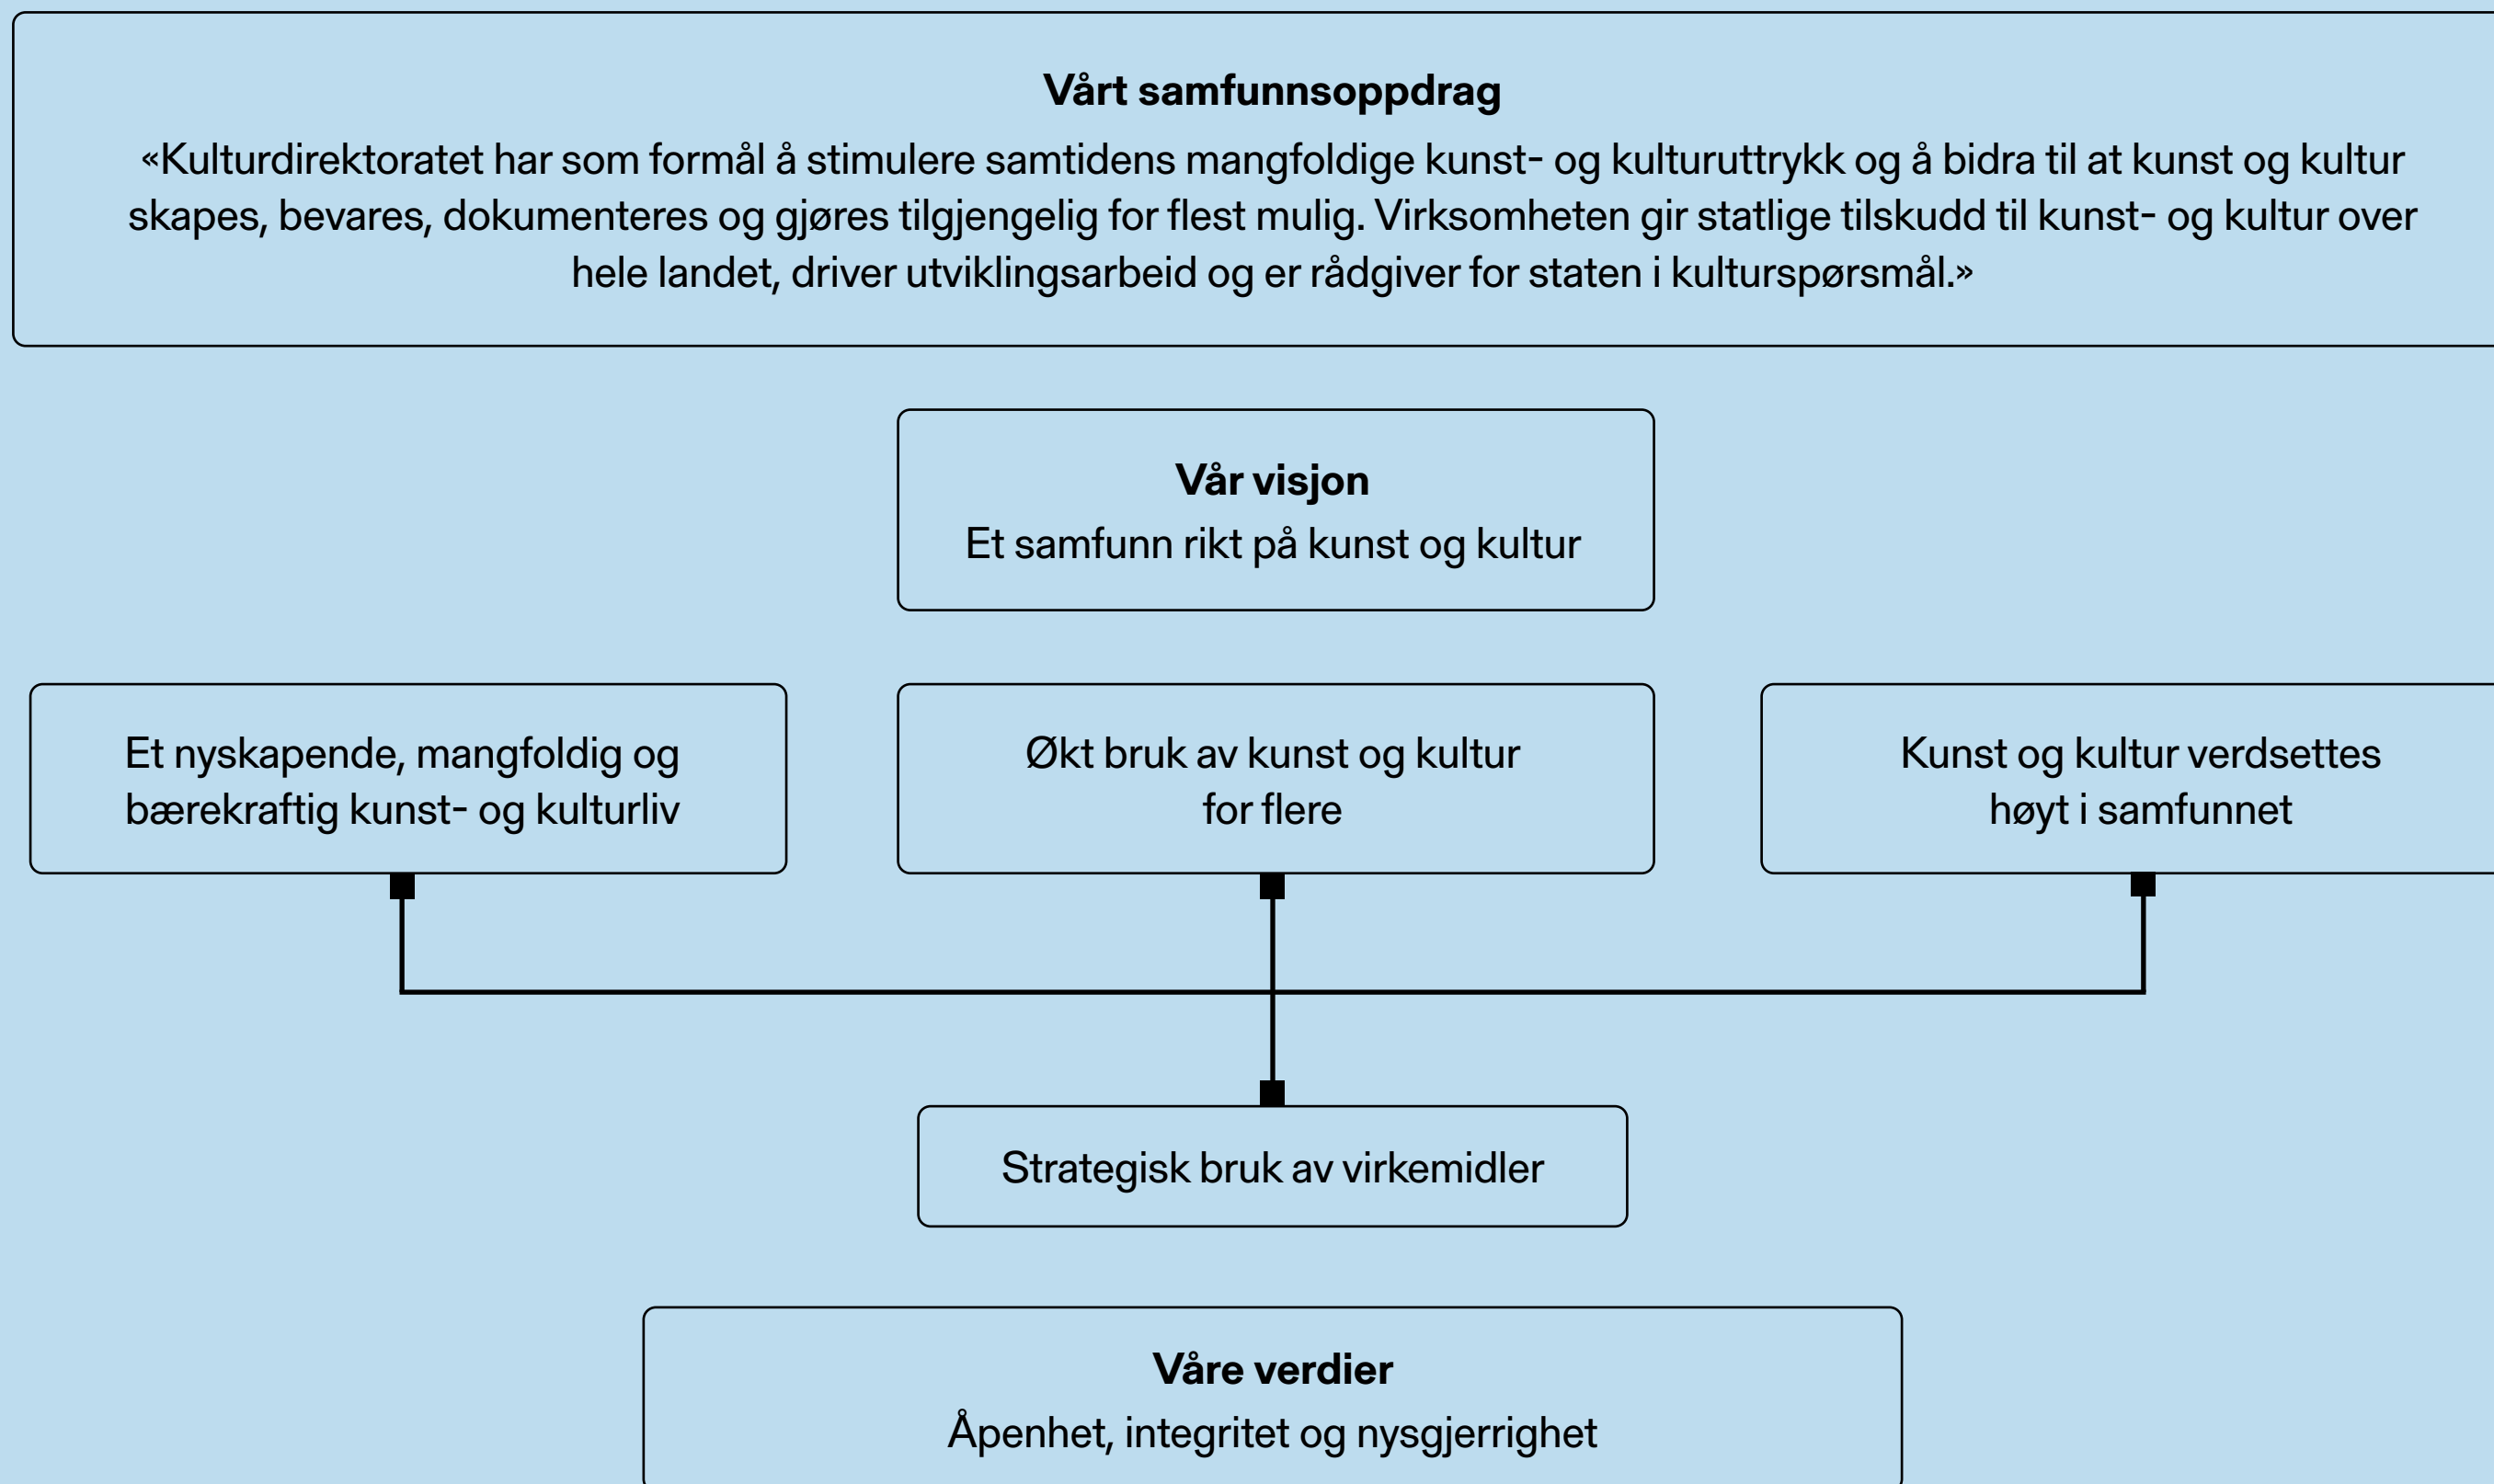 Vårt samfunnsoppdrag
«Kulturdirektoratet har som formål å stimulere samtidens mangfoldige kunst- og kulturuttrykk og å bidra til at kunst og kultur
skapes, bevares, dokumenteres og gjøres tilgjengelig for flest mulig. Virksomheten gir statlige tilskudd til kunst- og kultur over
hele landet, driver utviklingsarbeid og er rådgiver for staten i kulturspørsmål.»
Vår visjon
Et samfunn rikt på kunst og kultur
Et nyskapende, mangfoldig og
bærekraftig kunst- og kulturliv
Økt bruk av kunst og kultur
for flere
Kunst og kultur verdsettes
høyt i samfunnet
Strategisk bruk av virkemidler
Våre verdier
Åpenhet, integritet og nysgjerrighet